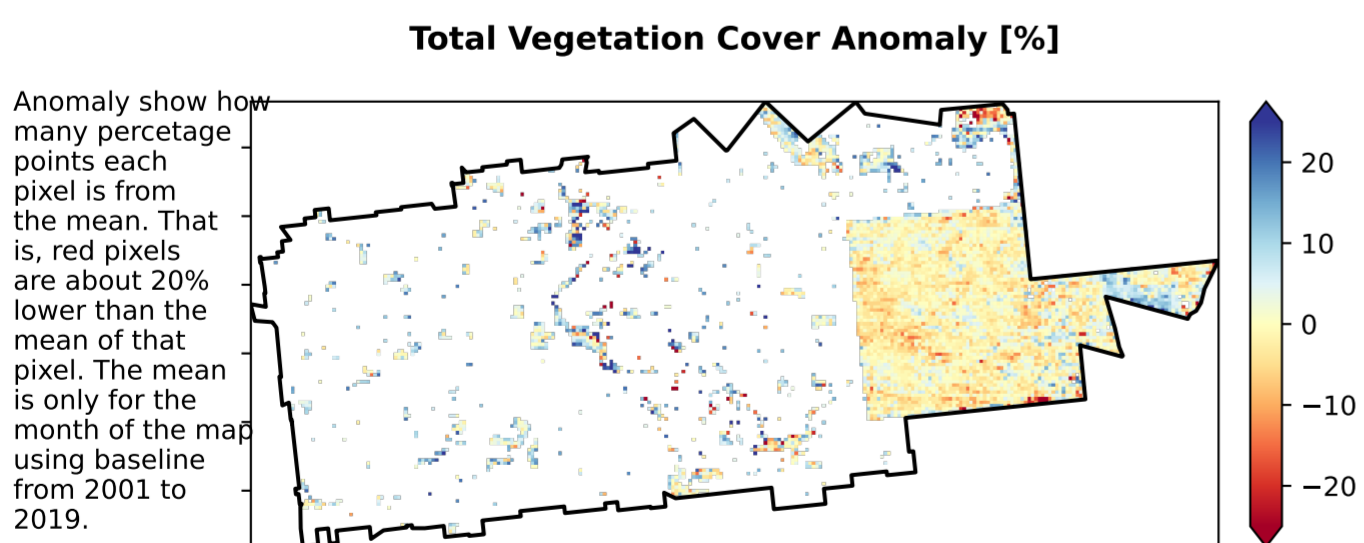 Total Vegetation Cover Anomaly [%]
Anomaly show how
many percetage
points each
pixel is from
the mean. That
is, red pixels
are about 20%
lower than the
mean of that
pixel. The mean
is only for the
month of the map
using baseline
from 2001 to
2019.
20
10
0
−10
−20